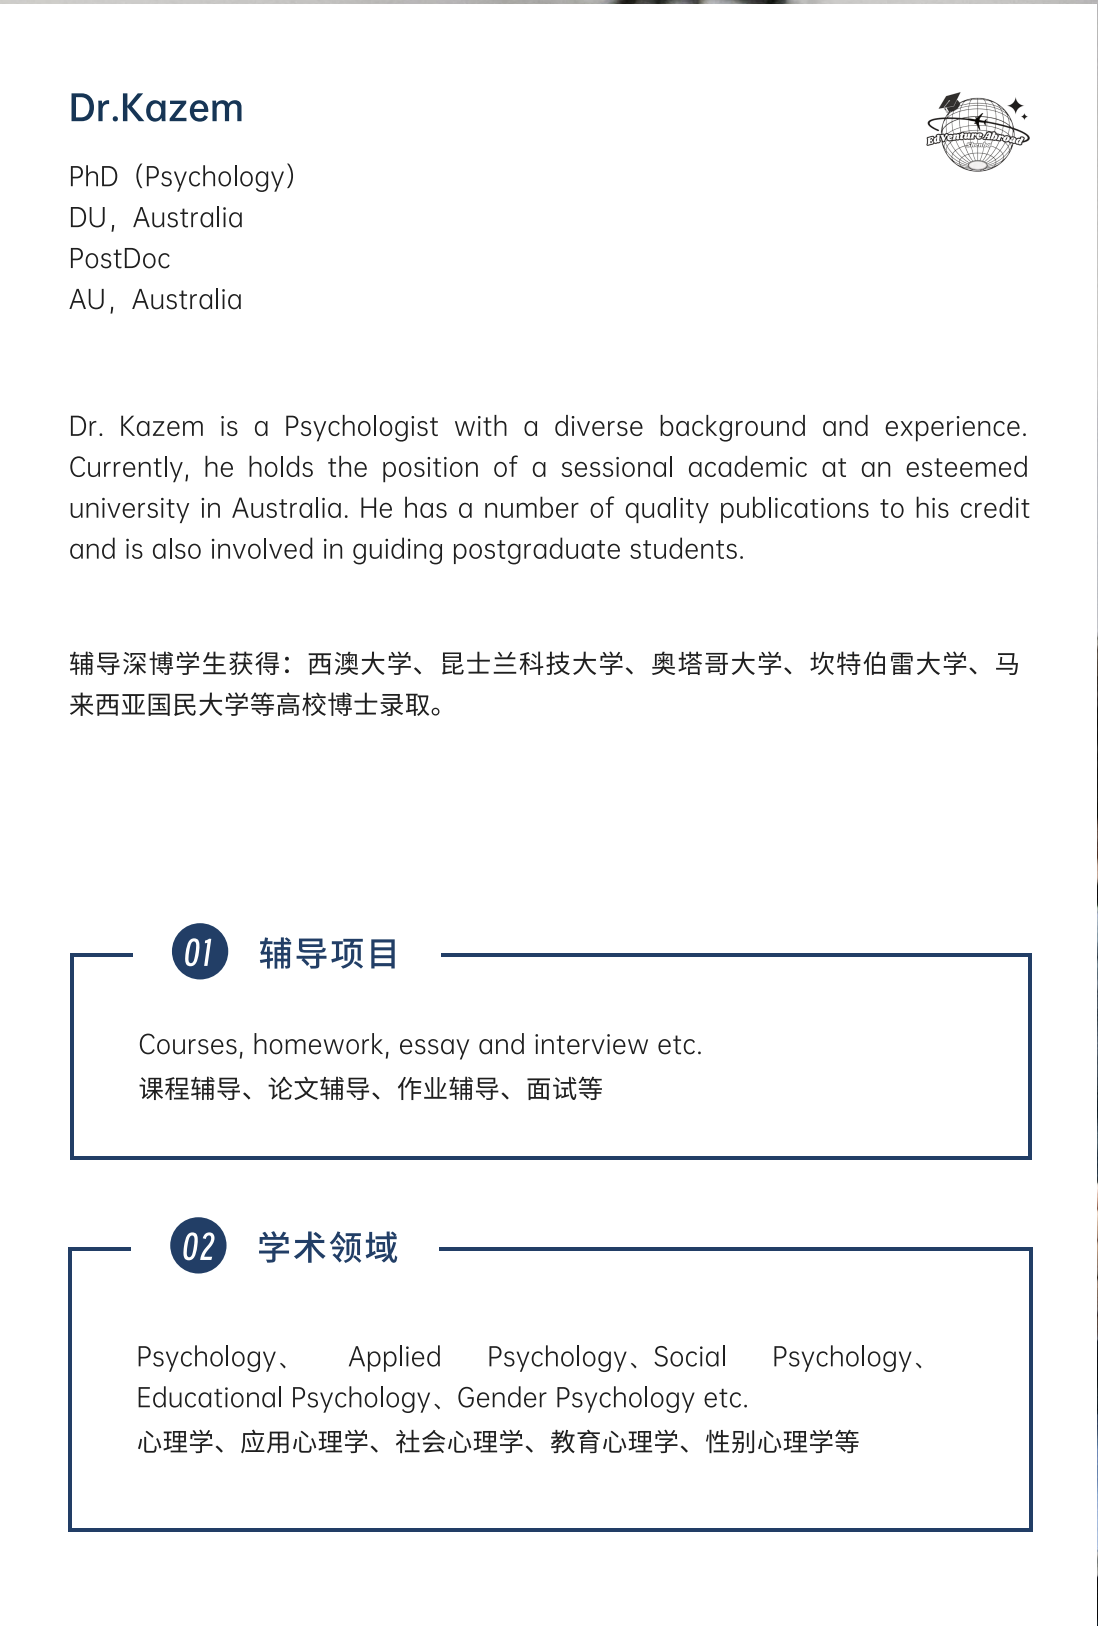 Dr.Kazem
EdVenture Abroad
PhD（Psychology）
DU，Australia
PostDoc
AU，Australia
Dr. Kazem is a Psychologist with a diverse background and experience.
Currently, he holds the position of a sessional academic at an esteemed
university in Australia. He has a number of quality publications to his credit
and is also involved in guiding postgraduate students.
辅导深博学生获得：西澳大学、昆士兰科技大学、奥塔哥大学、坎特伯雷大学、马
来西亚国民大学等高校博士录取。
01 辅导项目
Courses, homework, essay and interview etc.
课程辅导、论文辅导、作业辅导、面试等
02 学术领域
Psychology、 Applied Psychology、Social Psychology、
Educational Psychology、Gender Psychology etc.
心理学、应用心理学、社会心理学、教育心理学、性别心理学等